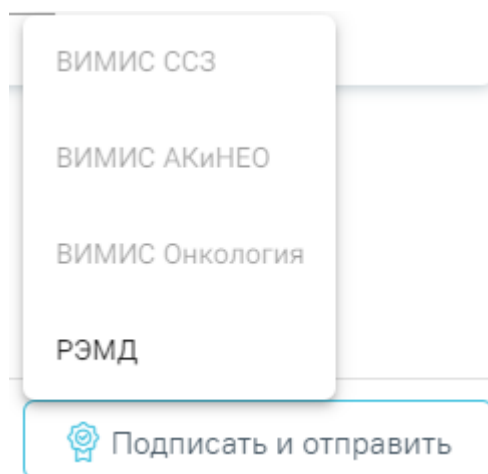 ВИМИС ССЗ
ВИМИС АКиНЕО
ВИМИС Онкология
РЭМД
Подписать и отправить